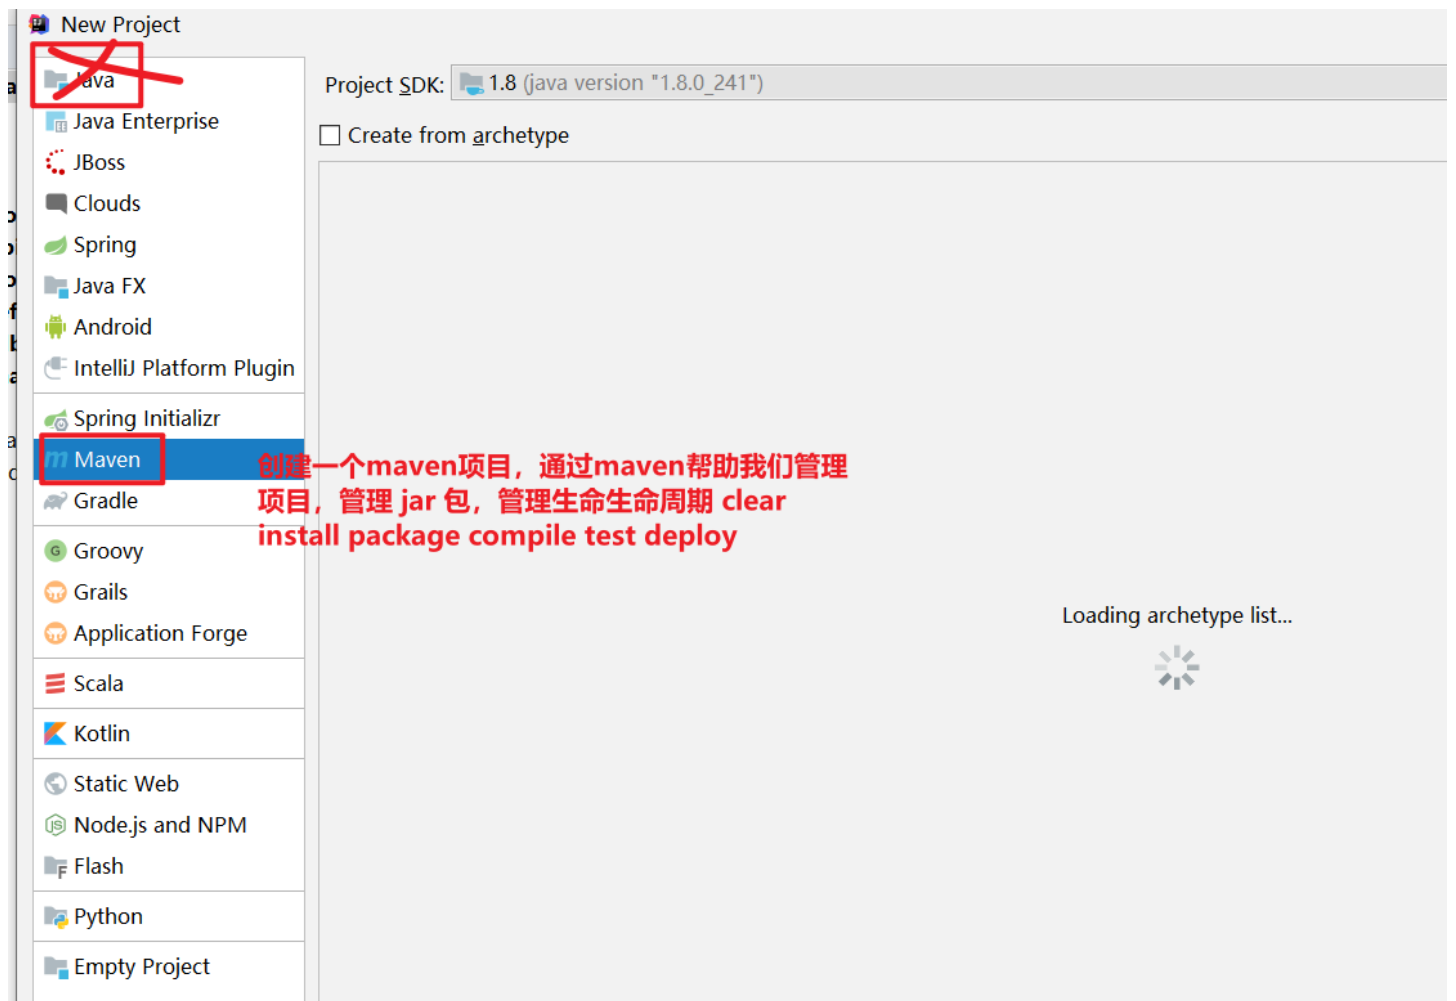 New Project
Java
Java Enterprise
JBoss
Clouds
Spring
Java FX
Android
IntelliJ Platform Plugin
Spring Initializr
Maven
Gradle
Groovy
Grails
Application Forge
Scala
Kotlin
Static Web
Node.js and NPM
Flash
Python
Empty Project
Project SDK: 1.8 (java version "1.8.0_241")
Create from archetype
创建一个maven项目，通过maven帮助我们管理
项目，管理 jar 包，管理生命生命周期 clear
install package compile test deploy
Loading archetype list...